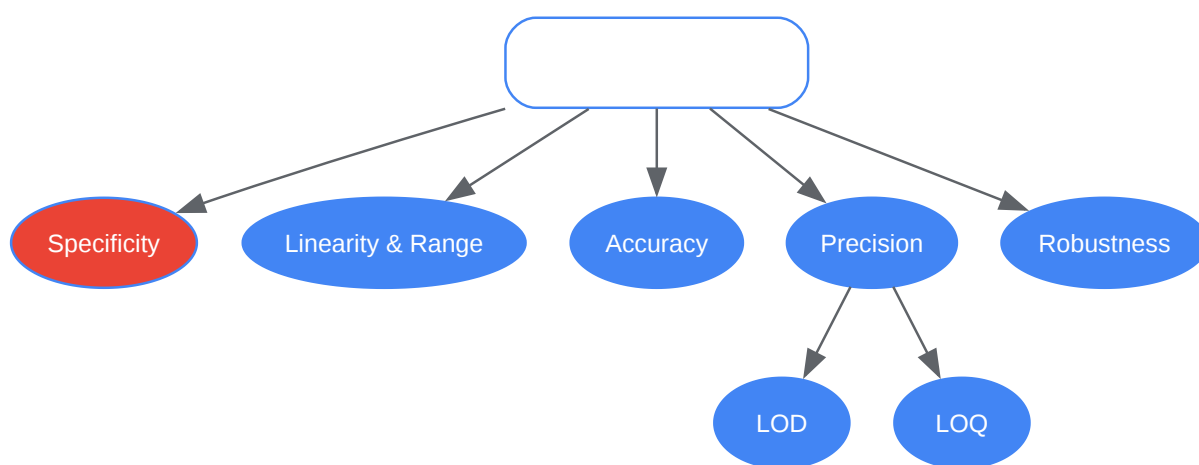 Specificity
Linearity & Range
Accuracy
Precision
Robustness
LOD
LOQ